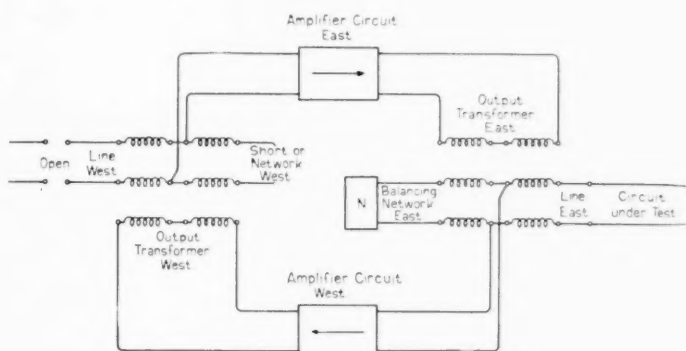 Amplifier Circuit
East
Output
Transformer
East
Open
Line
West
Short or
Network
West
N
Balancing
Network
East
Line
East
Circuit
under Test
Output
Transformer
West
Amplifier Circuit
West